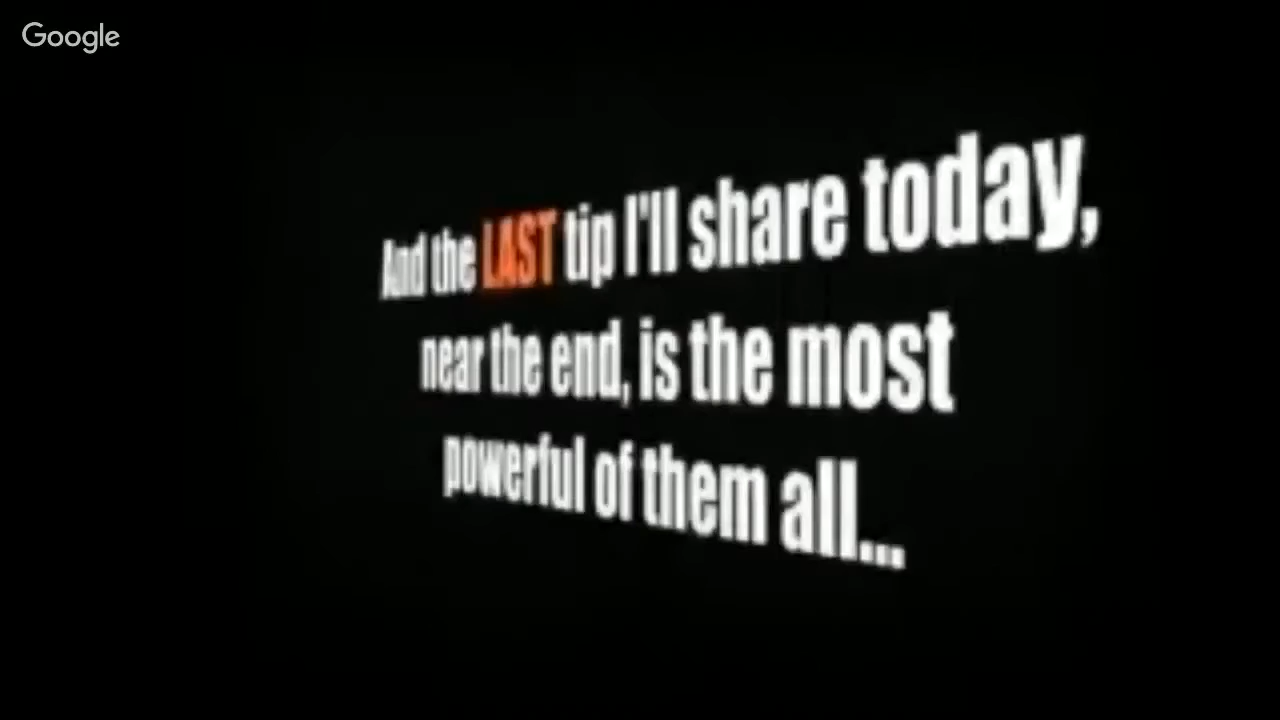 Google
And the LAST tip I'll share today,
near the end, is the most
powerful of them all...